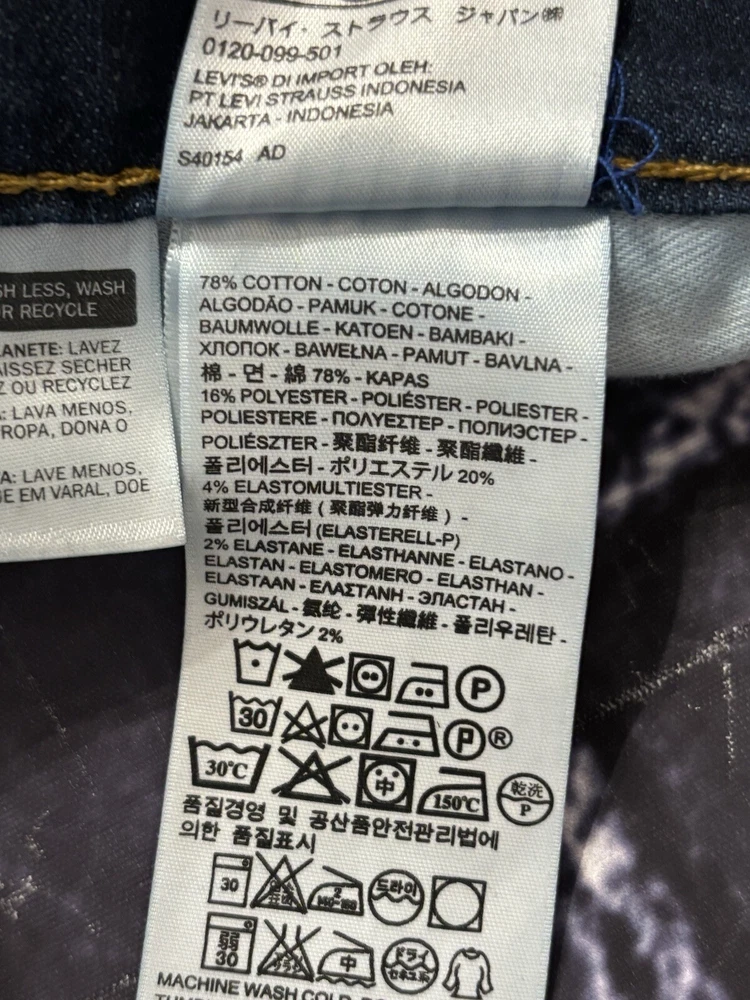 リーバイ・ストラウス ジャパン㈱
0120-099-501
LEVI'S® DI IMPORT OLEH:
PT LEVI STRAUSS INDONESIA
JAKARTA - INDONESIA
S40154 AD
LESS, WASH
RECYCLE
LAVEZ
SECHER
Z OU RECYCLEZ
LAVA MENOS,
DONA O
LAVE MENOS,
EM VARAL, DOE
78% COTTON - COTON - ALGODON -
ALGODÃO - PAMUK - COTONE -
BAUMWOLLE - KATOEN - BAMBAKI -
ХЛОПОК - BAWEŁNA - PAMUT - BAVLNA -
棉 - 면 - 綿 78% - KAPAS
16% POLYESTER - POLIÉSTER - POLIESTER -
POLIESTERE - ΠΟΛΥΕΣΤΕΡ - ПОЛИЭСТЕР -
POLIÉSZTER - 聚酯纤维 - 聚酯纖維 -
폴리에스터 - ポリエステル 20%
4% ELASTOMULTIESTER -
新型合成纤维 ( 聚酯弹力纤维 ) -
폴리에스터 (ELASTERELL-P)
2% ELASTANE - ELASTHANNE - ELASTANO -
ELASTAN - ELASTOMERO - ELASTHAN -
ELASTAAN - ΕΛΑΣΤΑΝΗ - ЭЛАСТАН -
GUMISZÁL - 氨纶 - 彈性纖維 - 폴리우레탄 -
ポリウレタン 2%
P
30 P ®
30℃ 中 150℃ 乾洗 P
품질경영 및 공산품안전관리법에
의한 품질표시
30 2 드라이
弱 30 中 ドライ
MACHINE WASH COLD